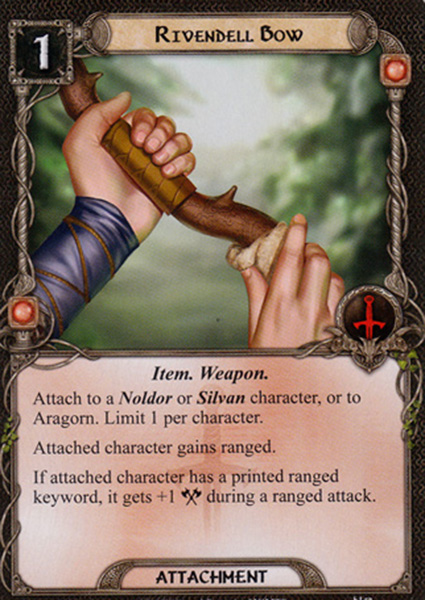 1
Rivendell Bow
Item. Weapon.
Attach to a Noldor or Silvan character, or to
Aragorn. Limit 1 per character.
Attached character gains ranged.
If attached character has a printed ranged
keyword, it gets +1 during a ranged attack.
ATTACHMENT